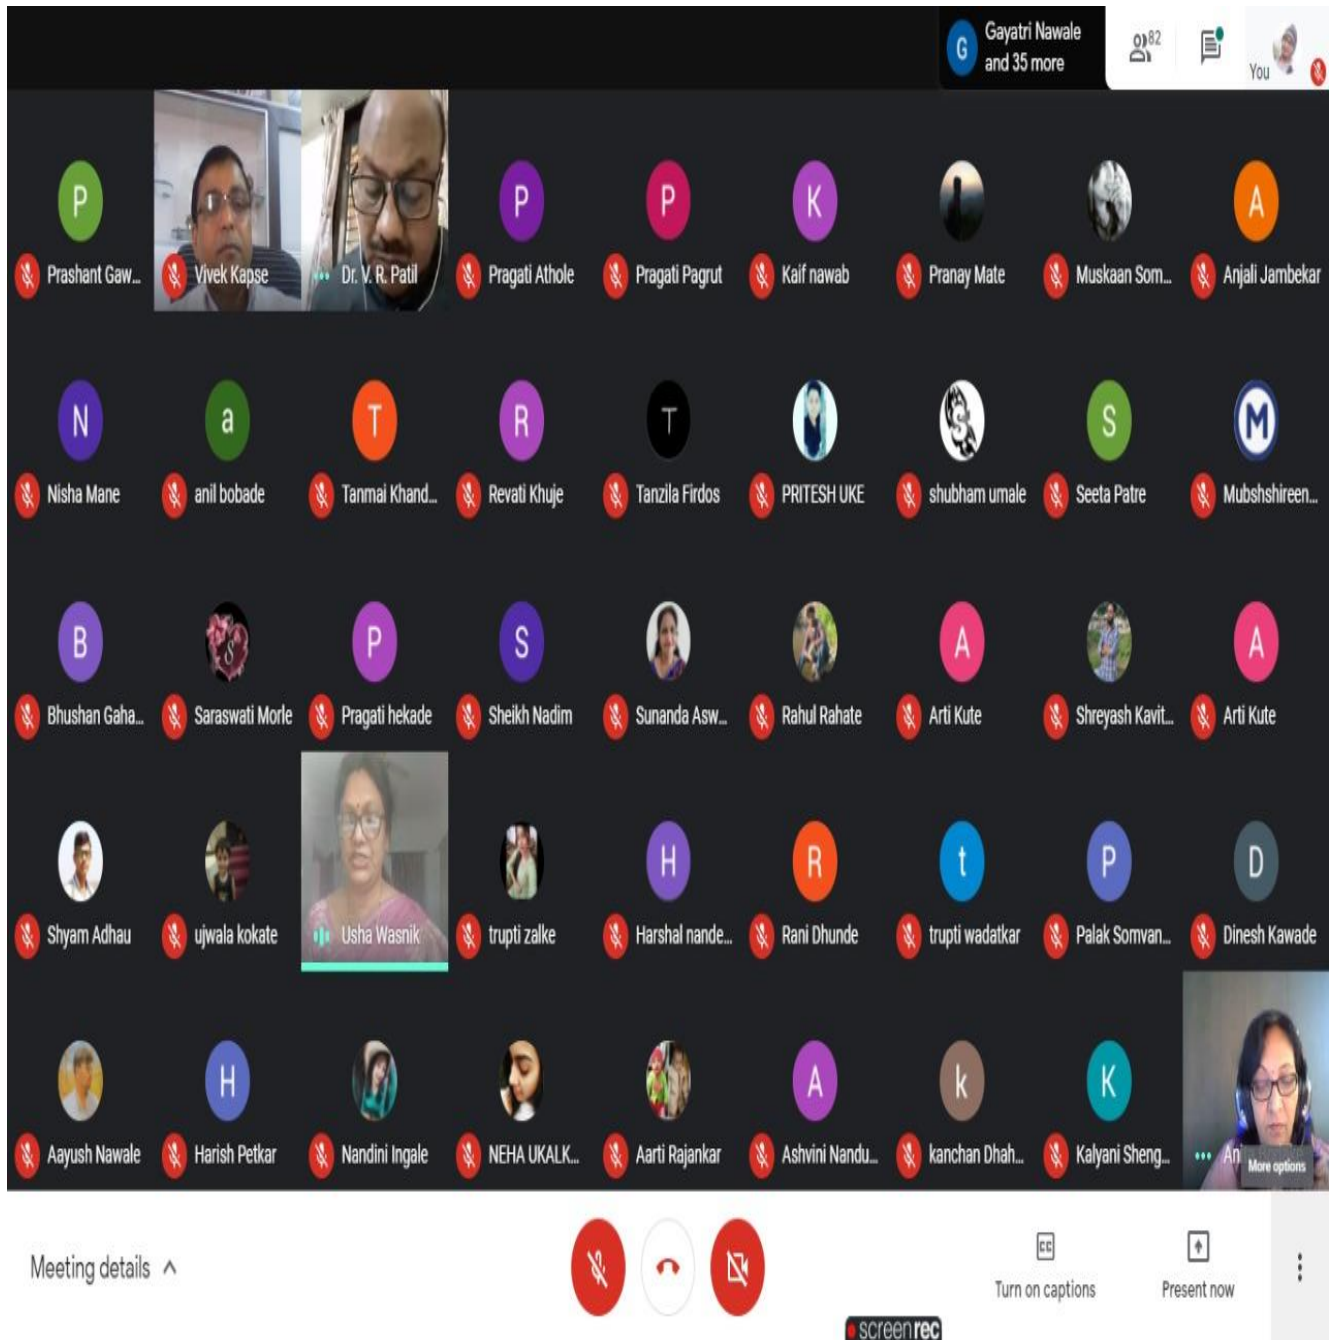 G
Gayatri Nawale
and 35 more
82
You
P
P
P
K
A
Prashant Gaw...
Vivek Kapse
Dr. V. R. Patil
Pragati Athole
Pragati Pagrut
Kaif nawab
Pranay Mate
Muskaan Som...
Anjali Jambekar
N
a
T
R
T
S
S
M
Nisha Mane
anil bobade
Tanmai Khand...
Revati Khuje
Tanzila Firdos
PRITESH UKE
shubham umale
Seeta Patre
Mubshshireen...
B
S
P
S
A
A
Bhushan Gaha...
Saraswati Morle
Pragati hekade
Sheikh Nadim
Sunanda Asw...
Rahul Rahate
Arti Kute
Shreyash Kavit...
Arti Kute
H
R
t
P
D
Shyam Adhau
ujwala kokate
Usha Wasnik
trupti zalke
Harshal nande...
Rani Dhunde
trupti wadatkar
Palak Somvan...
Dinesh Kawade
H
A
k
K
Aayush Nawale
Harish Petkar
Nandini Ingale
NEHA UKALK...
Aarti Rajankar
Ashvini Nandu...
kanchan Dhah...
Kalyani Sheng...
An
More options
Meeting details
CC
Turn on captions
Present now
screenrec